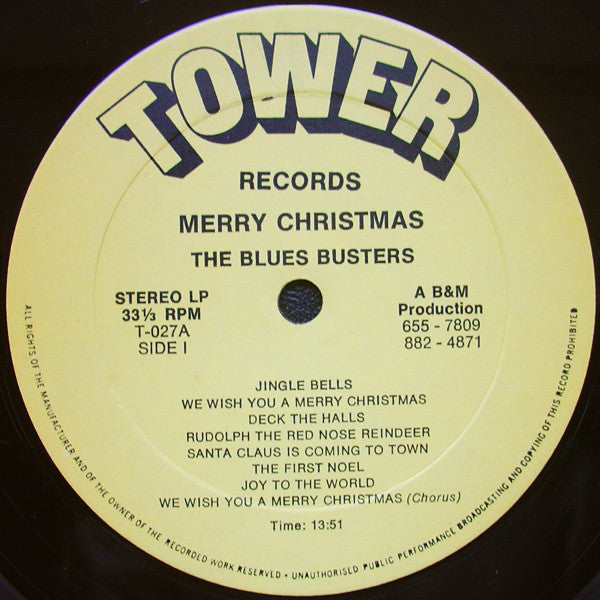 TOWER
RECORDS
MERRY CHRISTMAS
THE BLUES BUSTERS
STEREO LP
33⅓ RPM
T-027A
SIDE I
A B&M
Production
655 - 7809
882 - 4871
JINGLE BELLS
WE WISH YOU A MERRY CHRISTMAS
DECK THE HALLS
RUDOLPH THE RED NOSE REINDEER
SANTA CLAUS IS COMING TO TOWN
THE FIRST NOEL
JOY TO THE WORLD
WE WISH YOU A MERRY CHRISTMAS (Chorus)
Time: 13:51
ALL RIGHTS OF THE MANUFACTURER AND OF THE OWNER OF THE RECORDED WORK RESERVED • UNAUTHORISED PUBLIC PERFORMANCE BROADCASTING AND COPYING OF THIS RECORD PROHIBITED